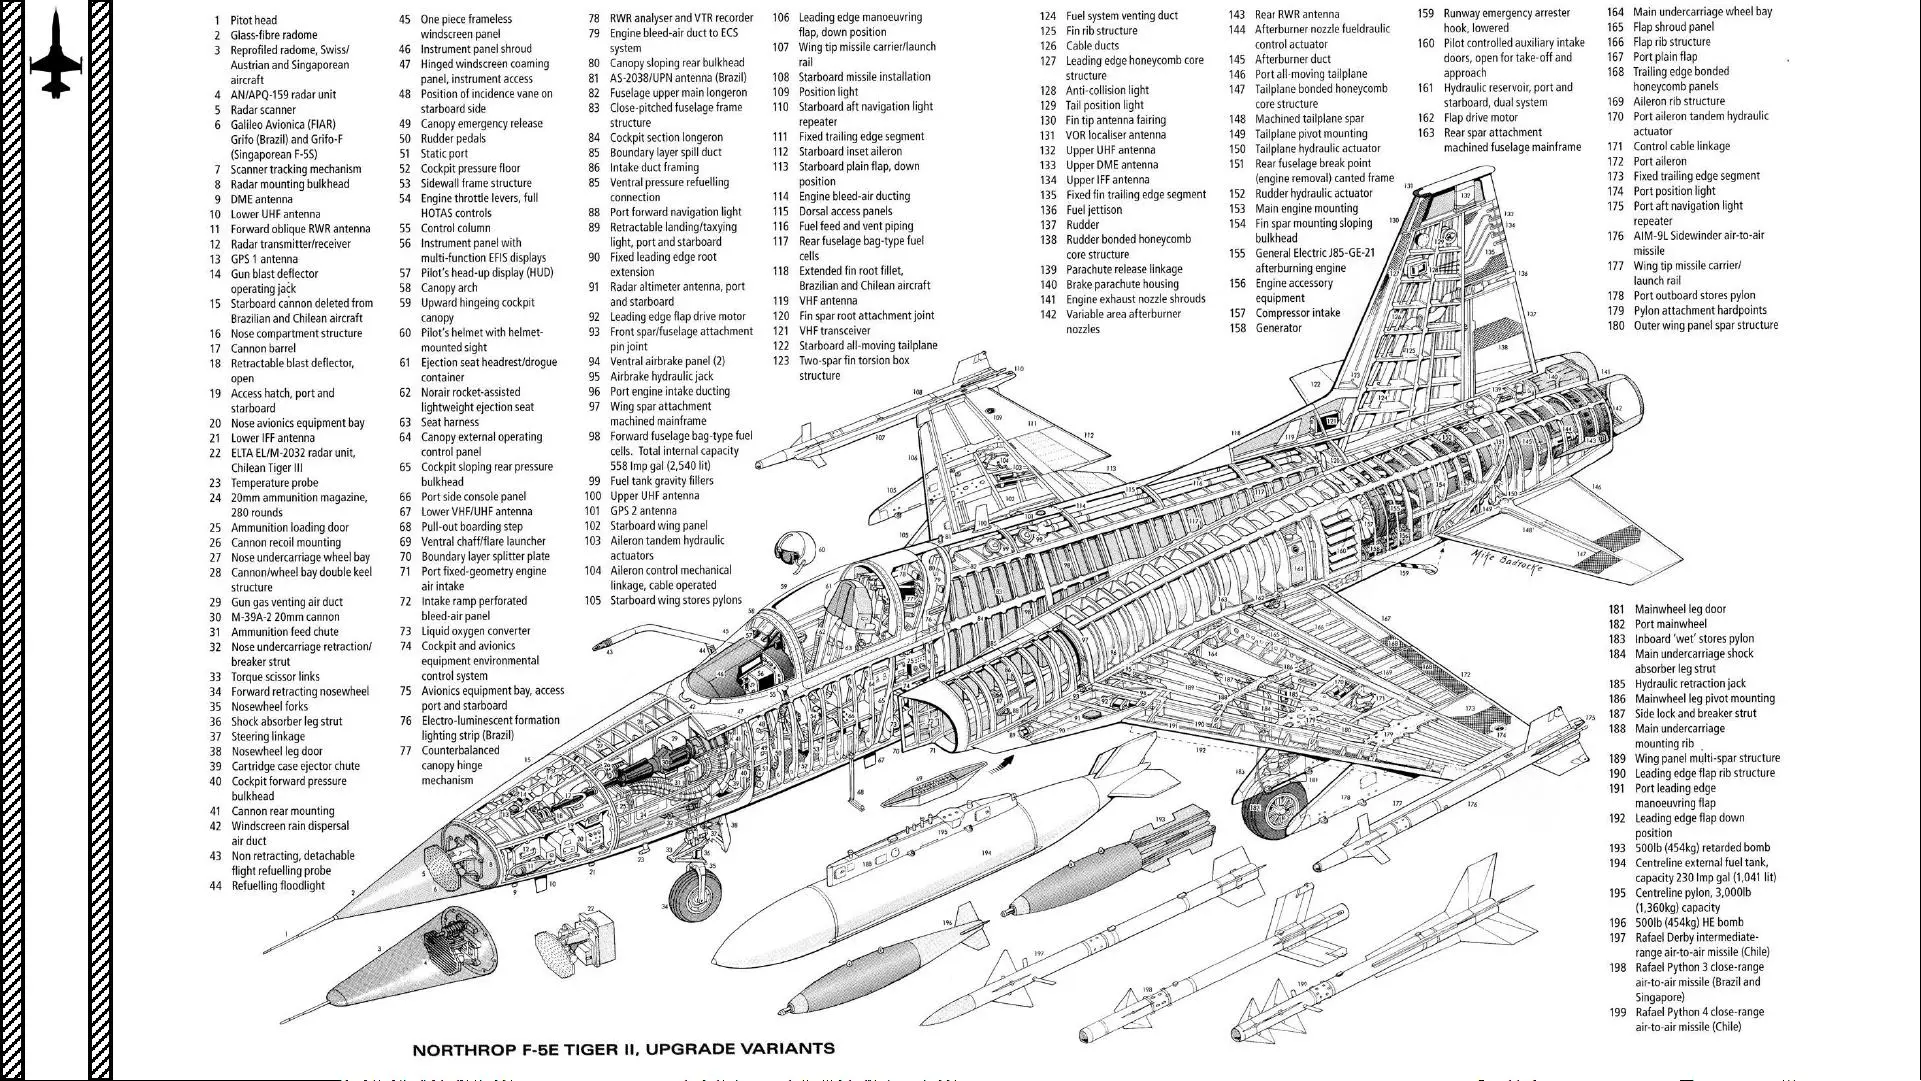 1 Pitot head
2 Glass-fibre radome
3 Reprofiled radome, Swiss/
Austrian and Singaporean
aircraft
4 AN/APQ-159 radar unit
5 Radar scanner
6 Galileo Avionica (FIAR)
Grifo (Brazil) and Grifo-F
(Singaporean F-5S)
7 Scanner tracking mechanism
8 Radar mounting bulkhead
9 DME antenna
10 Lower UHF antenna
11 Forward oblique RWR antenna
12 Radar transmitter/receiver
13 GPS 1 antenna
14 Gun blast deflector
operating jack
15 Starboard cannon deleted from
Brazilian and Chilean aircraft
16 Nose compartment structure
17 Cannon barrel
18 Retractable blast deflector,
open
19 Access hatch, port and
starboard
20 Nose avionics equipment bay
21 Lower IFF antenna
22 ELTA EL/M-2032 radar unit,
Chilean Tiger III
23 Temperature probe
24 20mm ammunition magazine,
280 rounds
25 Ammunition loading door
26 Cannon recoil mounting
27 Nose undercarriage wheel bay
28 Cannon/wheel bay double keel
structure
29 Gun gas venting air duct
30 M-39A-2 20mm cannon
31 Ammunition feed chute
32 Nose undercarriage retraction/
breaker strut
33 Torque scissor links
34 Forward retracting nosewheel
35 Nosewheel forks
36 Shock absorber leg strut
37 Steering linkage
38 Nosewheel leg door
39 Cartridge case ejector chute
40 Cockpit forward pressure
bulkhead
41 Cannon rear mounting
42 Windscreen rain dispersal
air duct
43 Non retracting, detachable
flight refuelling probe
44 Refuelling floodlight
45 One piece frameless
windscreen panel
46 Instrument panel shroud
47 Hinged windscreen coaming
panel, instrument access
48 Position of incidence vane on
starboard side
49 Canopy emergency release
50 Rudder pedals
51 Static port
52 Cockpit pressure floor
53 Sidewall frame structure
54 Engine throttle levers, full
HOTAS controls
55 Control column
56 Instrument panel with
multi-function EFIS displays
57 Pilot's head-up display (HUD)
58 Canopy arch
59 Upward hingeing cockpit
canopy
60 Pilot's helmet with helmet-
mounted sight
61 Ejection seat headrest/drogue
container
62 Norair rocket-assisted
lightweight ejection seat
63 Seat harness
64 Canopy external operating
control panel
65 Cockpit sloping rear pressure
bulkhead
66 Port side console panel
67 Lower VHF/UHF antenna
68 Pull-out boarding step
69 Ventral chaff/flare launcher
70 Boundary layer splitter plate
71 Port fixed-geometry engine
air intake
72 Intake ramp perforated
bleed-air panel
73 Liquid oxygen converter
74 Cockpit and avionics
equipment environmental
control system
75 Avionics equipment bay, access
port and starboard
76 Electro-luminescent formation
lighting strip (Brazil)
77 Counterbalanced
canopy hinge
mechanism
78 RWR analyser and VTR recorder
79 Engine bleed-air duct to ECS
system
80 Canopy sloping rear bulkhead
81 AS-2038/UPN antenna (Brazil)
82 Fuselage upper main longeron
83 Close-pitched fuselage frame
structure
84 Cockpit section longeron
85 Boundary layer spill duct
86 Intake duct framing
85 Ventral pressure refuelling
connection
88 Port forward navigation light
89 Retractable landing/taxying
light, port and starboard
90 Fixed leading edge root
extension
91 Radar altimeter antenna, port
and starboard
92 Leading edge flap drive motor
93 Front spar/fuselage attachment
pin joint
94 Ventral airbrake panel (2)
95 Airbrake hydraulic jack
96 Port engine intake ducting
97 Wing spar attachment
machined mainframe
98 Forward fuselage bag-type fuel
cells. Total internal capacity
558 Imp gal (2,540 lit)
99 Fuel tank gravity fillers
100 Upper UHF antenna
101 GPS 2 antenna
102 Starboard wing panel
103 Aileron tandem hydraulic
actuators
104 Aileron control mechanical
linkage, cable operated
105 Starboard wing stores pylons
106 Leading edge manoeuvring
flap, down position
107 Wing tip missile carrier/launch
rail
108 Starboard missile installation
109 Position light
110 Starboard aft navigation light
repeater
111 Fixed trailing edge segment
112 Starboard inset aileron
113 Starboard plain flap, down
position
114 Engine bleed-air ducting
115 Dorsal access panels
116 Fuel feed and vent piping
117 Rear fuselage bag-type fuel
cells
118 Extended fin root fillet,
Brazilian and Chilean aircraft
119 VHF antenna
120 Fin spar root attachment joint
121 VHF transceiver
122 Starboard all-moving tailplane
123 Two-spar fin torsion box
structure
124 Fuel system venting duct
125 Fin rib structure
126 Cable ducts
127 Leading edge honeycomb core
structure
128 Anti-collision light
129 Tail position light
130 Fin tip antenna fairing
131 VOR localiser antenna
132 Upper UHF antenna
133 Upper DME antenna
134 Upper IFF antenna
135 Fixed fin trailing edge segment
136 Fuel jettison
137 Rudder
138 Rudder bonded honeycomb
core structure
139 Parachute release linkage
140 Brake parachute housing
141 Engine exhaust nozzle shrouds
142 Variable area afterburner
nozzles
143 Rear RWR antenna
144 Afterburner nozzle fueldraulic
control actuator
145 Afterburner duct
146 Port all-moving tailplane
147 Tailplane bonded honeycomb
core structure
148 Machined tailplane spar
149 Tailplane pivot mounting
150 Tailplane hydraulic actuator
151 Rear fuselage break point
(engine removal) canted frame
152 Rudder hydraulic actuator
153 Main engine mounting
154 Fin spar mounting sloping
bulkhead
155 General Electric J85-GE-21
afterburning engine
156 Engine accessory
equipment
157 Compressor intake
158 Generator
159 Runway emergency arrester
hook, lowered
160 Pilot controlled auxiliary intake
doors, open for take-off and
approach
161 Hydraulic reservoir, port and
starboard, dual system
162 Flap drive motor
163 Rear spar attachment
machined fuselage mainframe
164 Main undercarriage wheel bay
165 Flap shroud panel
166 Flap rib structure
167 Port plain flap
168 Trailing edge bonded
honeycomb panels
169 Aileron rib structure
170 Port aileron tandem hydraulic
actuator
171 Control cable linkage
172 Port aileron
173 Fixed trailing edge segment
174 Port position light
175 Port aft navigation light
repeater
176 AIM-9L Sidewinder air-to-air
missile
177 Wing tip missile carrier/
launch rail
178 Port outboard stores pylon
179 Pylon attachment hardpoints
180 Outer wing panel spar structure
181 Mainwheel leg door
182 Port mainwheel
183 Inboard 'wet' stores pylon
184 Main undercarriage shock
absorber leg strut
185 Hydraulic retraction jack
186 Mainwheel leg pivot mounting
187 Side lock and breaker strut
188 Main undercarriage
mounting rib
189 Wing panel multi-spar structure
190 Leading edge flap rib structure
191 Port leading edge
manoeuvring flap
192 Leading edge flap down
position
193 500lb (454kg) retarded bomb
194 Centreline external fuel tank,
capacity 230 Imp gal (1,041 lit)
195 Centreline pylon, 3,000lb
(1,360kg) capacity
196 500lb (454kg) HE bomb
197 Rafael Derby intermediate-
range air-to-air missile (Chile)
198 Rafael Python 3 close-range
air-to-air missile (Brazil and
Singapore)
199 Rafael Python 4 close-range
air-to-air missile (Chile)
Mike Badrocke
NORTHROP F-5E TIGER II, UPGRADE VARIANTS